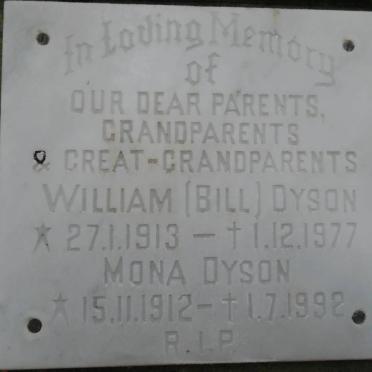 In Loving Memory
of
OUR DEAR PARENTS,
GRANDPARENTS
& GREAT-GRANDPARENTS
WILLIAM (BILL) DYSON
★ 27.1.1913 – † 1.12.1977
MONA DYSON
★ 15.11.1912 – † 1.7.1992
R.I.P.